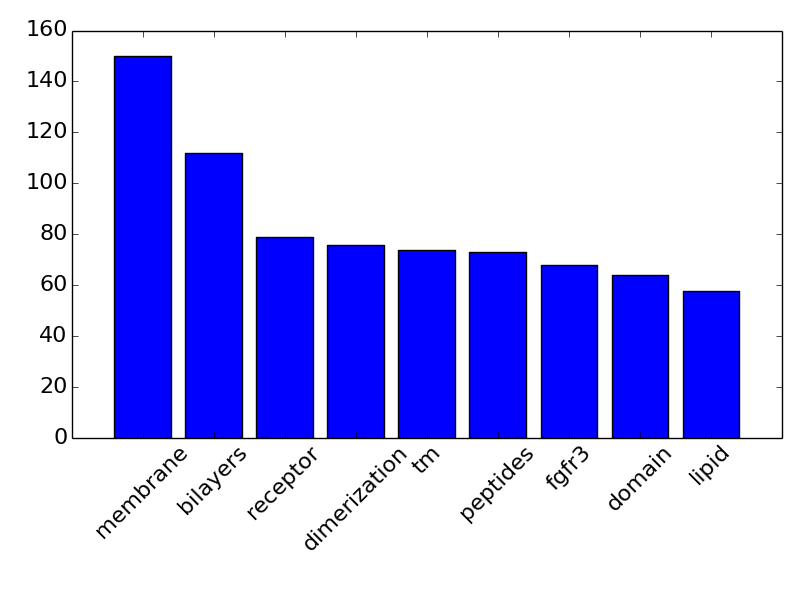 160
140
120
100
80
60
40
20
0
membrane
bilayers
receptor
dimerization
tm
peptides
fgfr3
domain
lipid